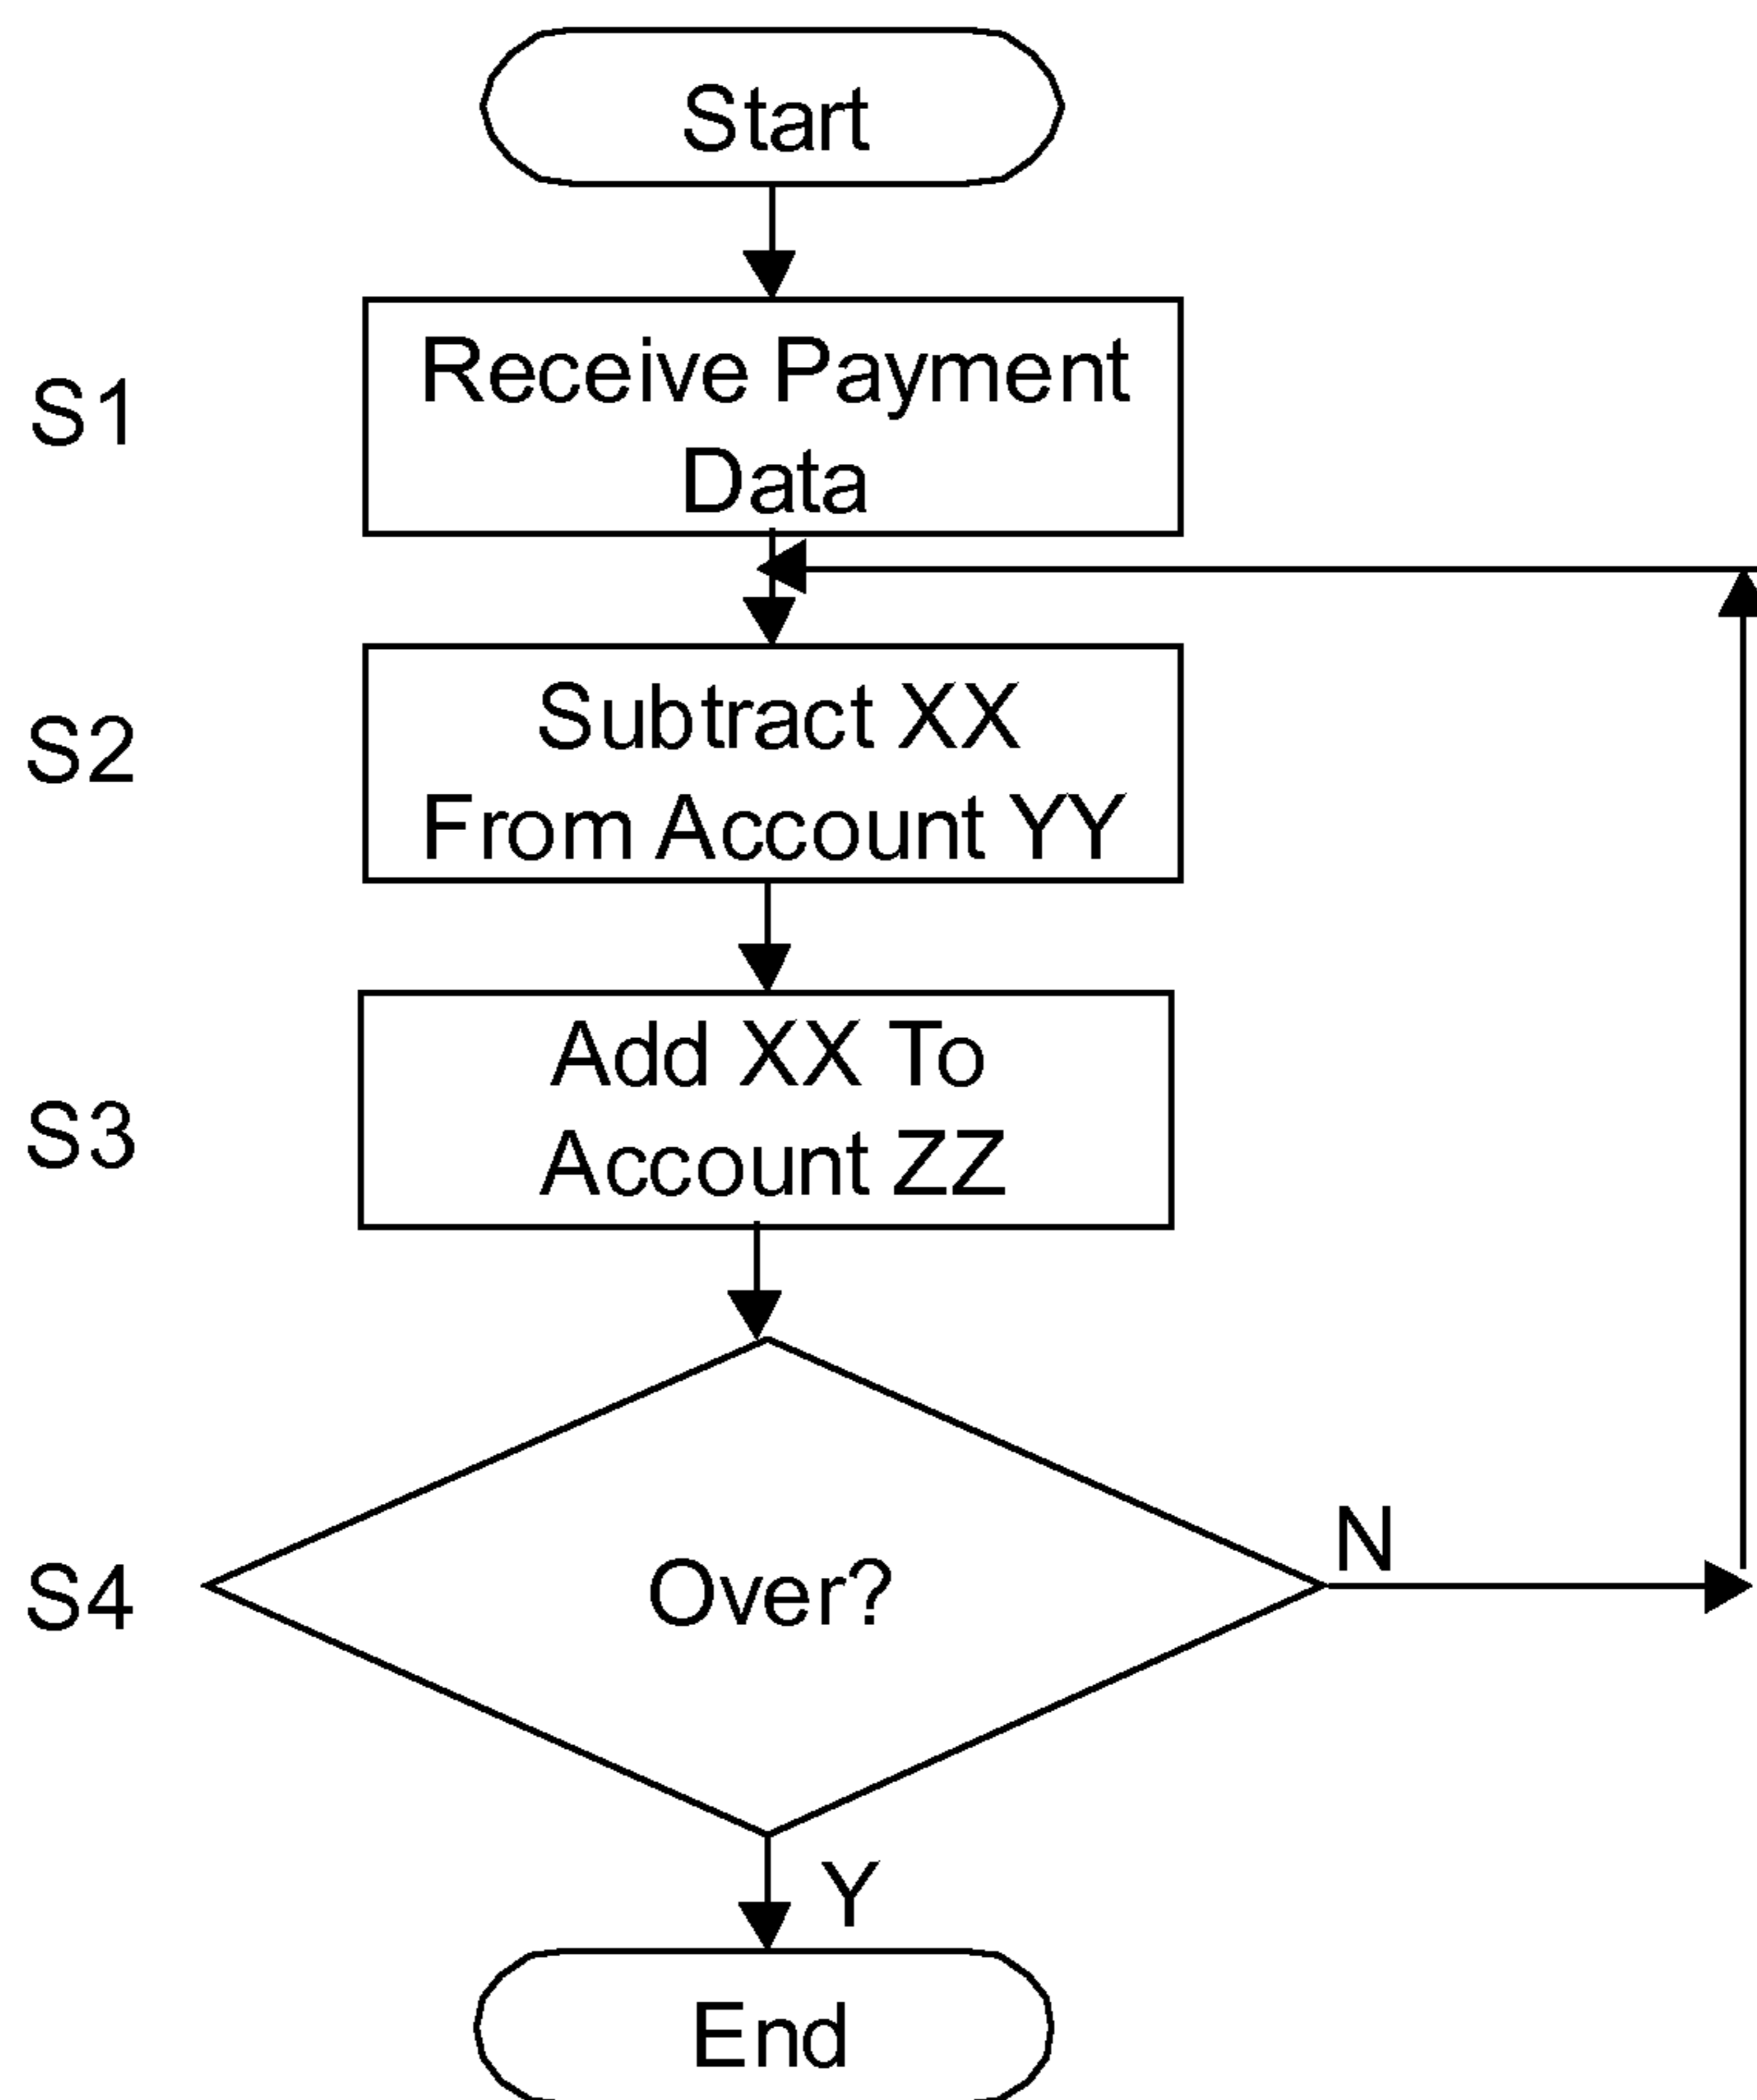 Start
S1
Receive Payment
Data
S2
Subtract XX
From Account YY
S3
Add XX To
Account ZZ
S4
Over?
N
Y
End